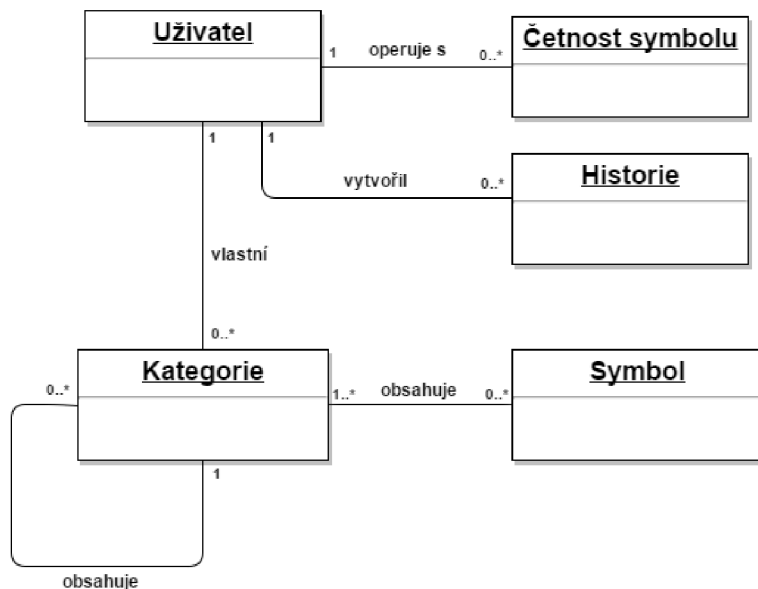 Uživatel
Četnost symbolu
1 operuje s 0..*
1 1
Historie
vytvořil 0..*
vlastní
0..*
Kategorie
Symbol
0..*
1..* obsahuje 0..*
1
obsahuje